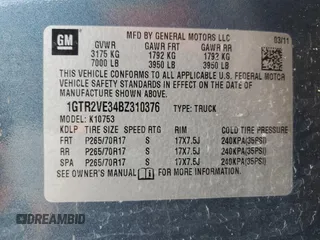 GM
MFD BY GENERAL MOTORS LLC
03/11
GVWR GAWR FRT GAWR RR
3175 KG 1792 KG 1792 KG
7000 LB 3950 LB 3950 LB
THIS VEHICLE CONFORMS TO ALL APPLICABLE U.S. FEDERAL MOTOR
VEHICLE SAFETY STANDARDS IN EFFECT ON THE DATE OF
MANUFACTURE SHOWN ABOVE.
1GTR2VE34BZ310376 TYPE: TRUCK
MODEL: K10753
KDLP TIRE SIZE SPEED RTG RIM COLD TIRE PRESSURE
FRT P265/70R17 S 17X7.5J 240KPA(35PSI)
RR P265/70R17 S 17X7.5J 240KPA(35PSI)
SPA P265/70R17 S 17X7.5J 240KPA(35PSI)
SEE OWNER'S MANUAL FOR ADDITIONAL INFORMATION.
DREAMBID